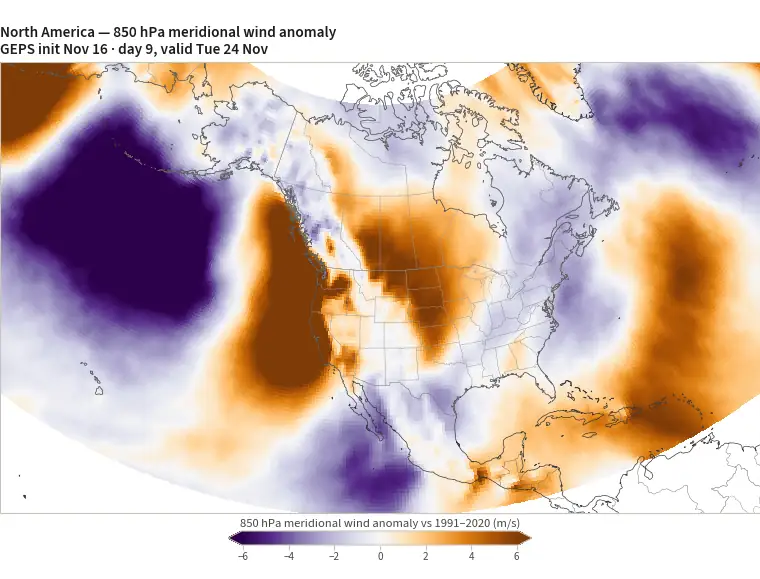 North America — 850 hPa meridional wind anomaly
GEPS init Nov 16 · day 9, valid Tue 24 Nov
850 hPa meridional wind anomaly vs 1991–2020 (m/s)
−6 −4 −2 0 2 4 6